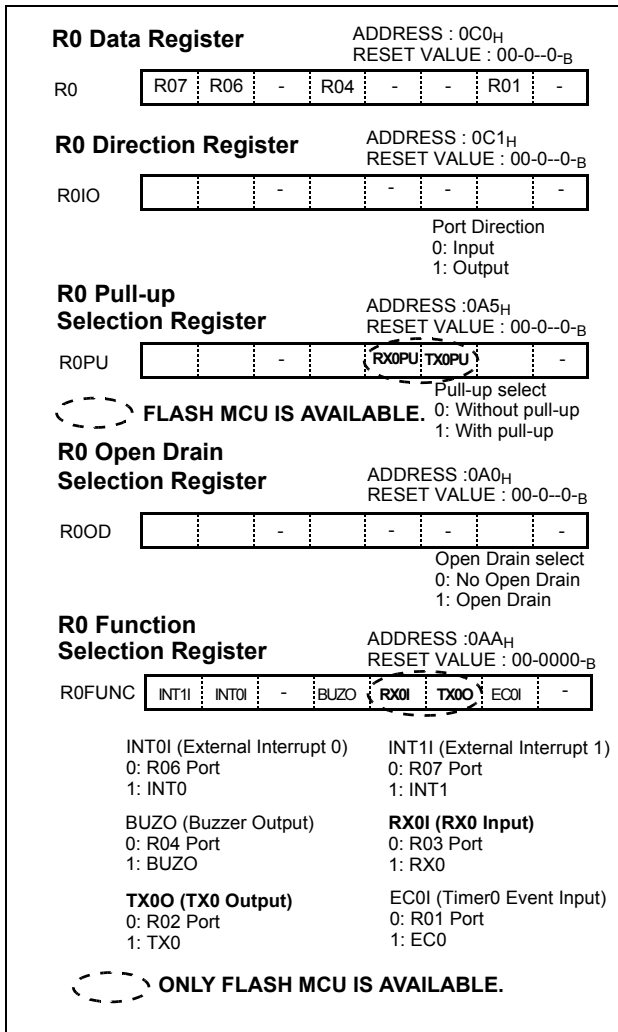 R0 Data Register
ADDRESS : 0C0H
RESET VALUE : 00-0--0-B
R0 R07 R06 - R04 - - R01 -
R0 Direction Register
ADDRESS : 0C1H
RESET VALUE : 00-0--0-B
R0IO - - - -
Port Direction
0: Input
1: Output
R0 Pull-up
Selection Register
ADDRESS :0A5H
RESET VALUE : 00-0--0-B
R0PU - RX0PU TX0PU -
Pull-up select
0: Without pull-up
1: With pull-up
FLASH MCU IS AVAILABLE.
R0 Open Drain
Selection Register
ADDRESS :0A0H
RESET VALUE : 00-0--0-B
R0OD - - - -
Open Drain select
0: No Open Drain
1: Open Drain
R0 Function
Selection Register
ADDRESS :0AAH
RESET VALUE : 00-0000-B
R0FUNC INT1I INT0I - BUZO RX0I TX0O EC0I -
INT0I (External Interrupt 0)
0: R06 Port
1: INT0
INT1I (External Interrupt 1)
0: R07 Port
1: INT1
BUZO (Buzzer Output)
0: R04 Port
1: BUZO
RX0I (RX0 Input)
0: R03 Port
1: RX0
TX0O (TX0 Output)
0: R02 Port
1: TX0
EC0I (Timer0 Event Input)
0: R01 Port
1: EC0
ONLY FLASH MCU IS AVAILABLE.